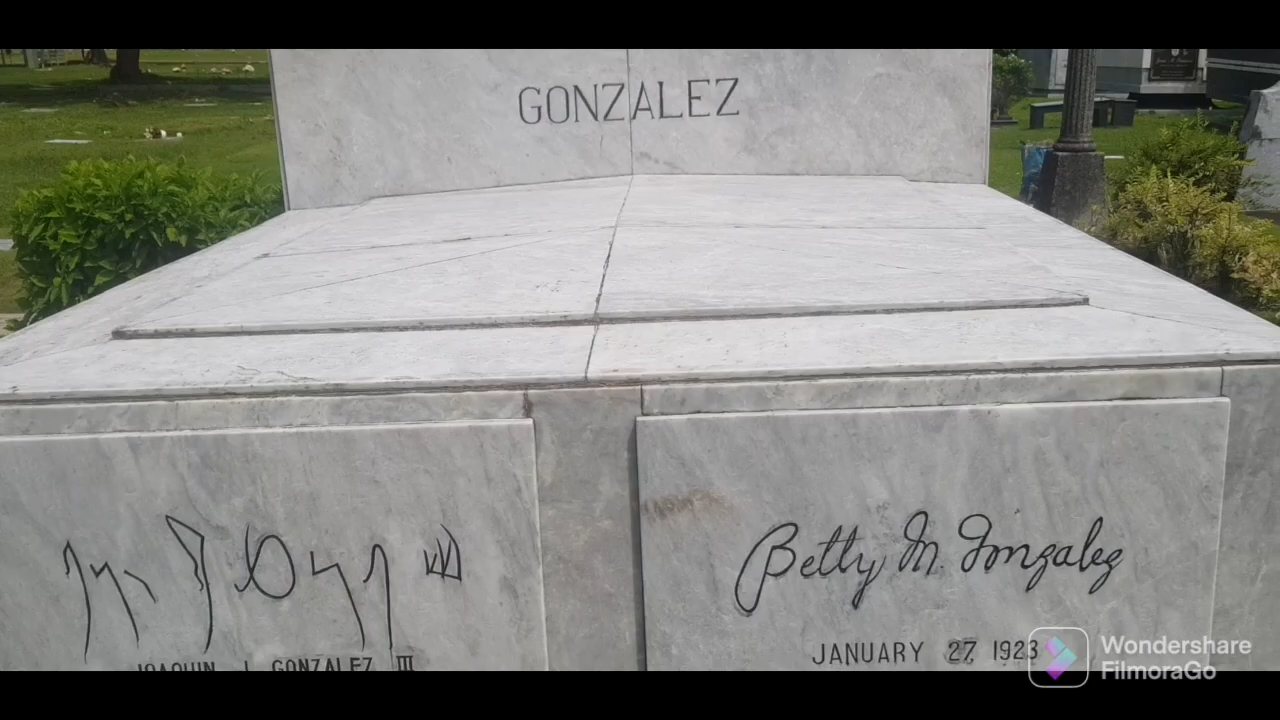 GONZALEZ
JOAQUIN J. GONZALEZ III
Betty M. Gonzalez
JANUARY 27, 1923
Wondershare
FilmoraGo